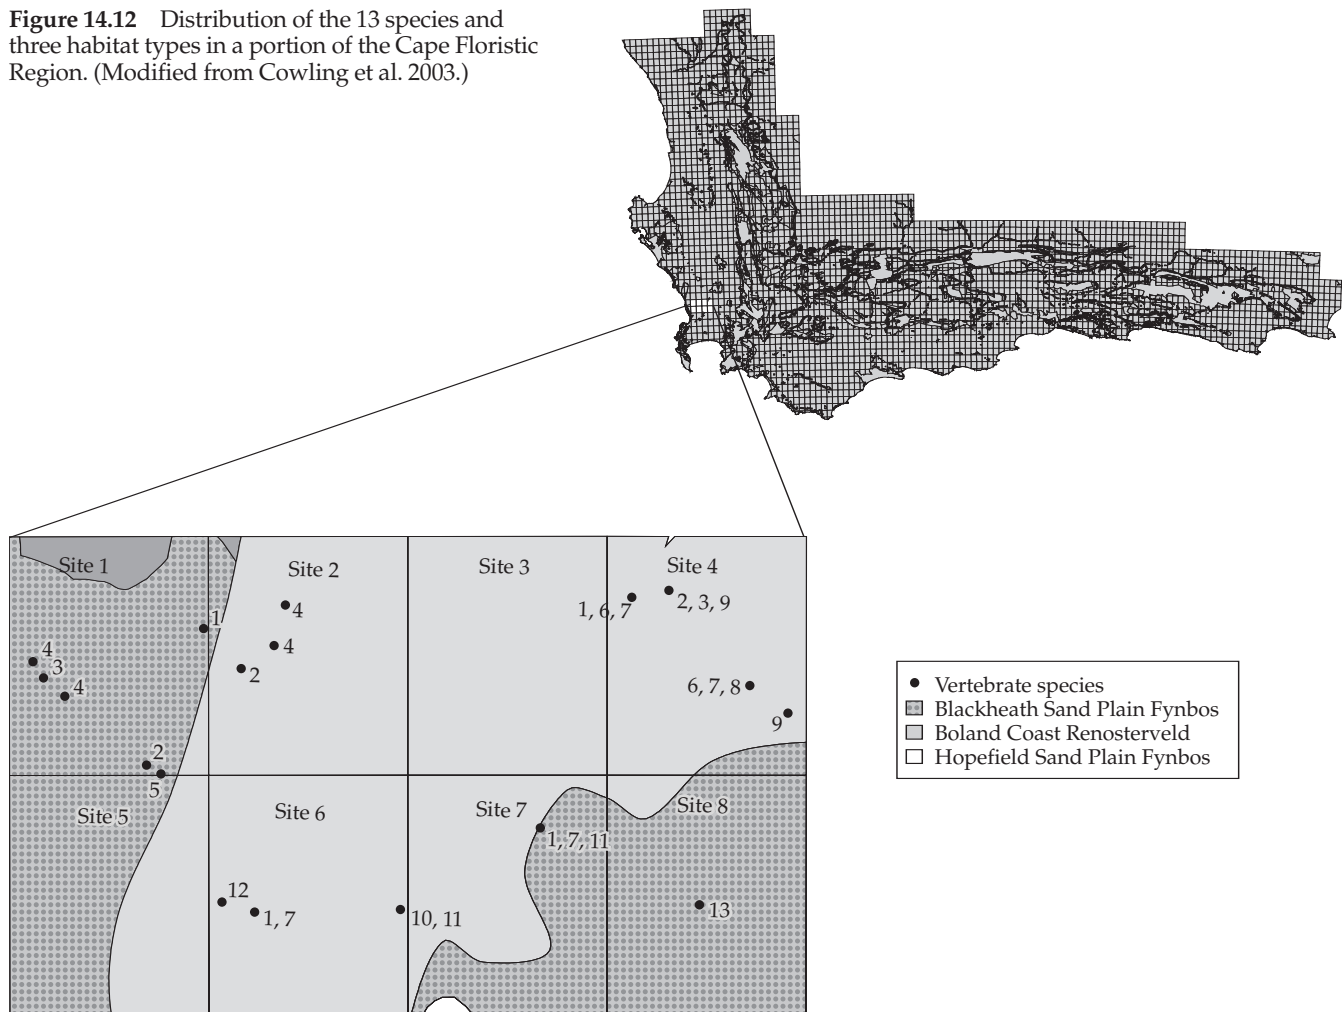 Figure 14.12 Distribution of the 13 species and
three habitat types in a portion of the Cape Floristic
Region. (Modified from Cowling et al. 2003.)
Site 1
Site 2
Site 3
Site 4
4
1, 6, 7
2, 3, 9
1
4
3
4
4
2
6, 7, 8
9
2
5
Site 5
Site 6
Site 7
Site 8
1, 7, 11
12
1, 7
10, 11
13
Vertebrate species
Blackheath Sand Plain Fynbos
Boland Coast Renosterveld
Hopefield Sand Plain Fynbos